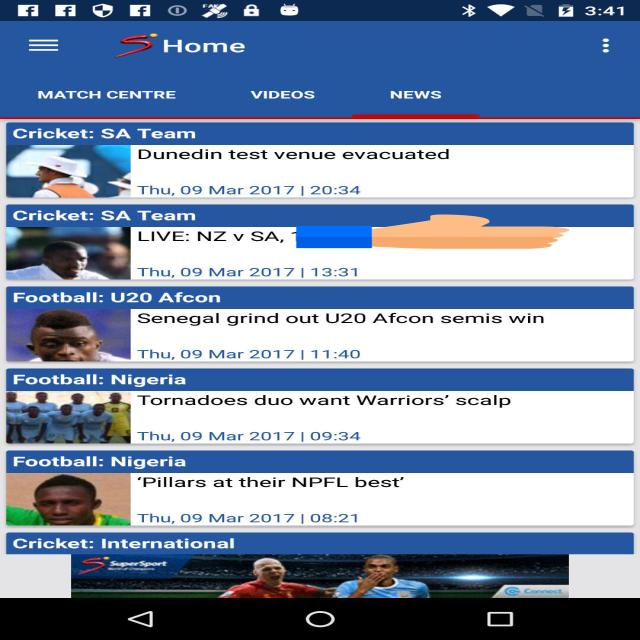 3:41
Home
MATCH CENTRE
VIDEOS
NEWS
Cricket: SA Team
Dunedin test venue evacuated
Thu, 09 Mar 2017 | 20:34
Cricket: SA Team
LIVE: NZ v SA,
Thu, 09 Mar 2017 | 13:31
Football: U20 Afcon
Senegal grind out U20 Afcon semis win
Thu, 09 Mar 2017 | 11:40
Football: Nigeria
Tornadoes duo want Warriors’ scalp
Thu, 09 Mar 2017 | 09:34
Football: Nigeria
‘Pillars at their NPFL best’
Thu, 09 Mar 2017 | 08:21
Cricket: International
SuperSport
Connect